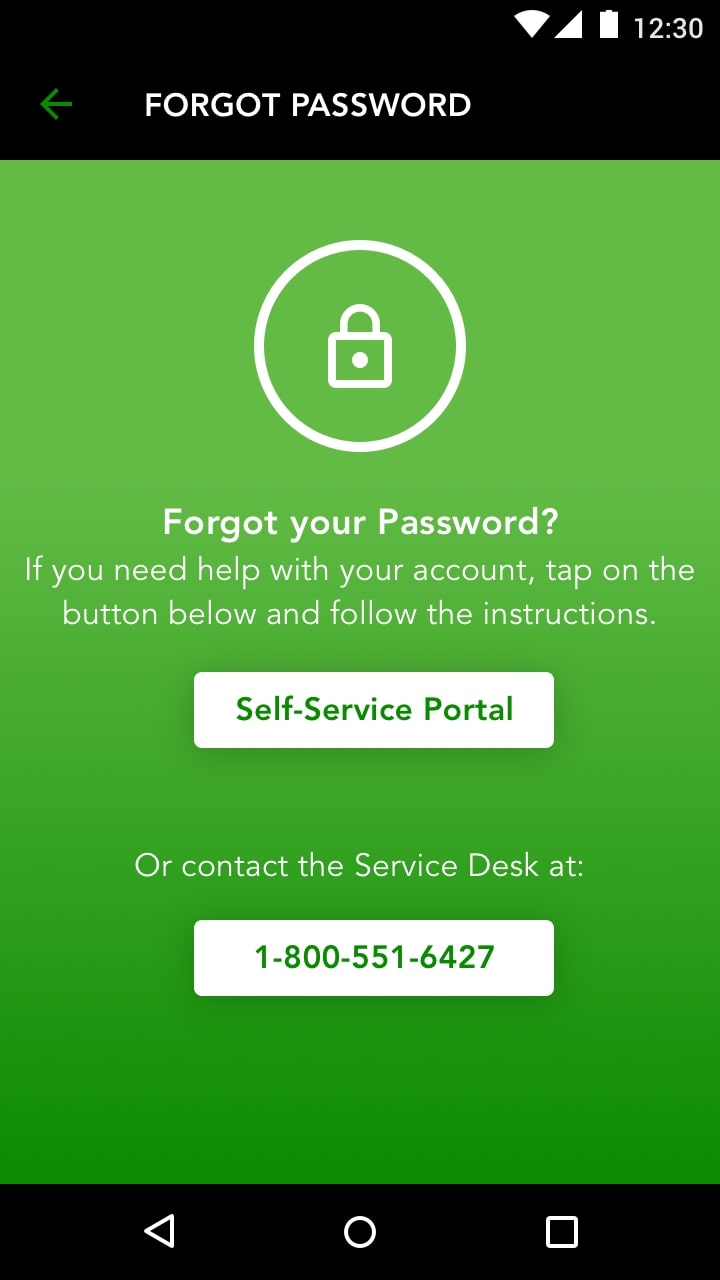 12:30
FORGOT PASSWORD
Forgot your Password?
If you need help with your account, tap on the
button below and follow the instructions.
Self-Service Portal
Or contact the Service Desk at:
1-800-551-6427